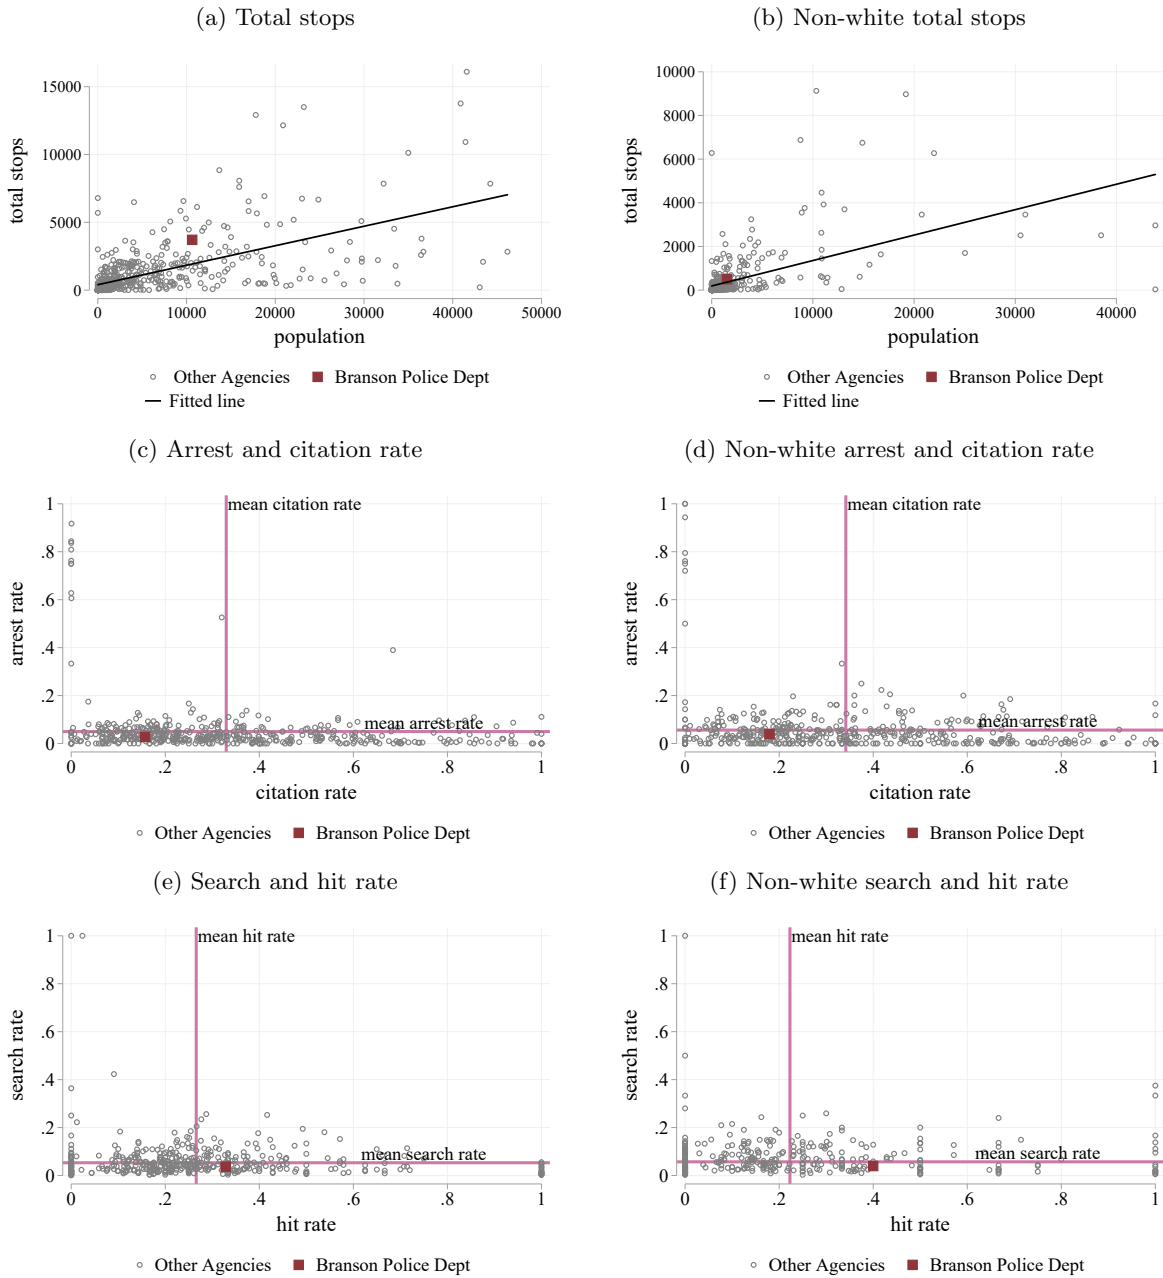 (a) Total stops
(b) Non-white total stops
total stops
15000
10000
5000
0
0 10000 20000 30000 40000 50000
population
Other Agencies Branson Police Dept
Fitted line
total stops
10000
8000
6000
4000
2000
0
0 10000 20000 30000 40000
population
Other Agencies Branson Police Dept
Fitted line
(c) Arrest and citation rate
(d) Non-white arrest and citation rate
arrest rate
1
.8
.6
.4
.2
0
mean citation rate
mean arrest rate
0 .2 .4 .6 .8 1
citation rate
Other Agencies Branson Police Dept
arrest rate
1
.8
.6
.4
.2
0
mean citation rate
mean arrest rate
0 .2 .4 .6 .8 1
citation rate
Other Agencies Branson Police Dept
(e) Search and hit rate
(f) Non-white search and hit rate
search rate
1
.8
.6
.4
.2
0
mean hit rate
mean search rate
0 .2 .4 .6 .8 1
hit rate
Other Agencies Branson Police Dept
search rate
1
.8
.6
.4
.2
0
mean hit rate
mean search rate
0 .2 .4 .6 .8 1
hit rate
Other Agencies Branson Police Dept